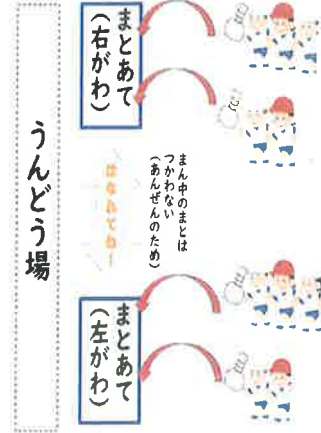 まとあて
（右がわ）
まん中のまとは
つかわない
（あんぜんのため）
はなれてね！
まとあて
（左がわ）
うんどう場